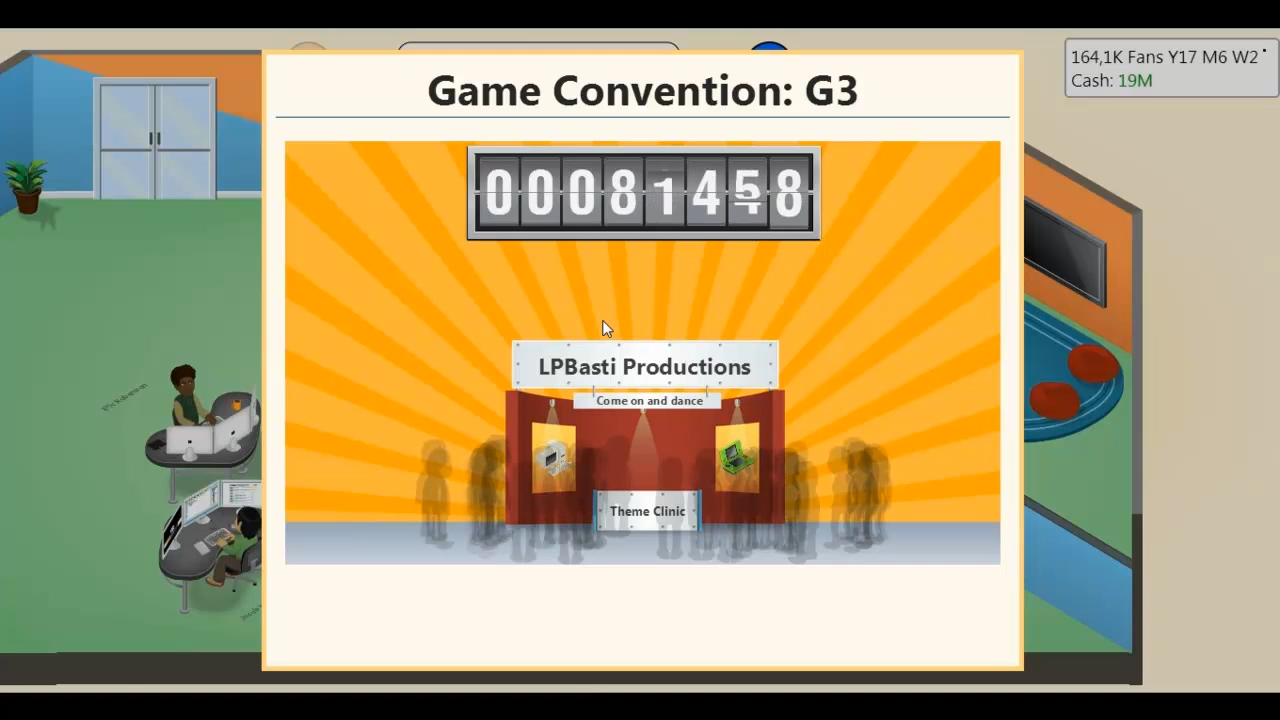 Game Convention: G3
164,1K Fans Y17 M6 W2
Cash: 19M
LPBasti Productions
Come on and dance
Theme Clinic